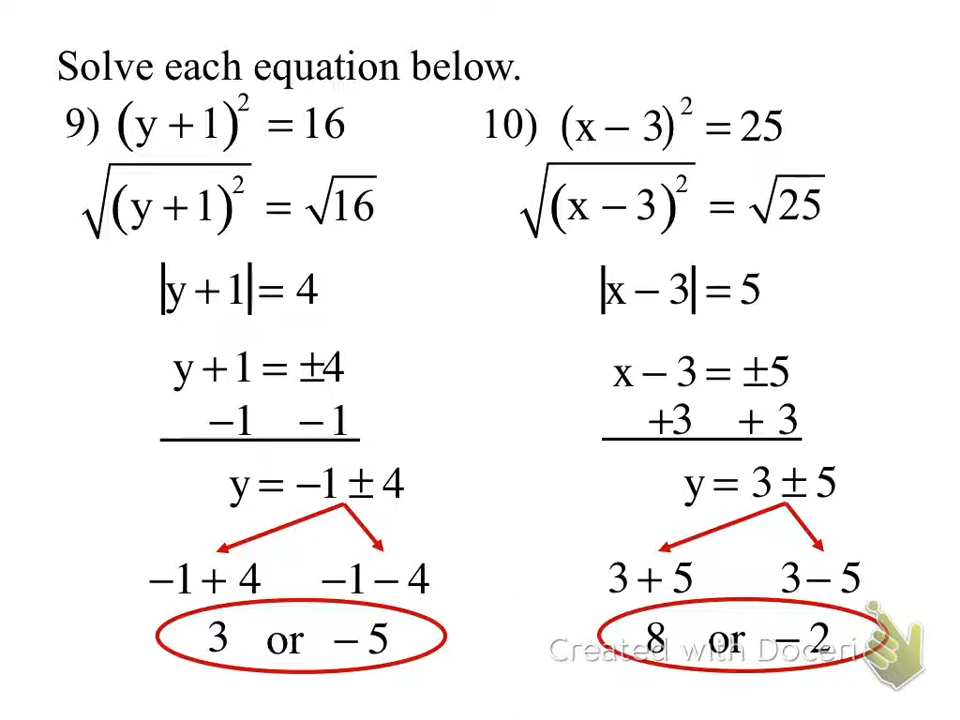 Solve each equation below.
9) (y + 1)² = 16
√(y + 1)² = √16
|y + 1| = 4
y + 1 = ±4
−1 − 1
y = −1 ± 4
−1 + 4 −1 − 4
3 or − 5
10) (x − 3)² = 25
√(x − 3)² = √25
|x − 3| = 5
x − 3 = ±5
+3 + 3
y = 3 ± 5
3 + 5 3 − 5
8 or − 2
Created with Doceri